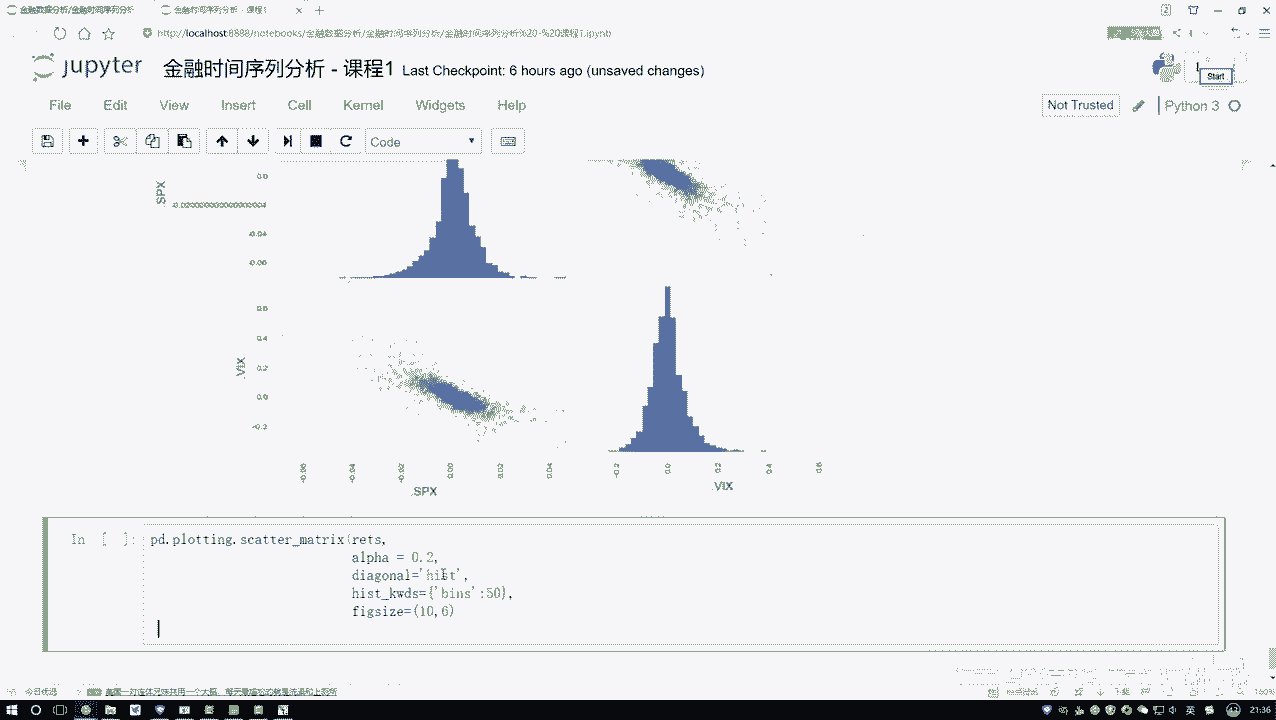 金融数据分析/金融时间序列分析
金融时间序列分析 - 课程1
http://localhost:8888/notebooks/金融数据分析/金融时间序列分析/金融时间序列分析%20-%20课程1.ipynb
jupyter 金融时间序列分析 - 课程1 Last Checkpoint: 6 hours ago (unsaved changes)
Start
File Edit View Insert Cell Kernel Widgets Help
Not Trusted Python 3
Code
.SPX
0.0
-0.04
-0.06
.VIX
0.6
0.4
0.2
0.0
-0.2
-0.06 -0.04 -0.02 0.00 0.02 0.04
-0.2 0.0 0.2 0.4 0.6
.SPX .VIX
In [ ]: pd.plotting.scatter_matrix(rets,
alpha = 0.2,
diagonal='hist',
hist_kwds={'bins':50},
figsize=(10,6)
今日优选
英 21:36